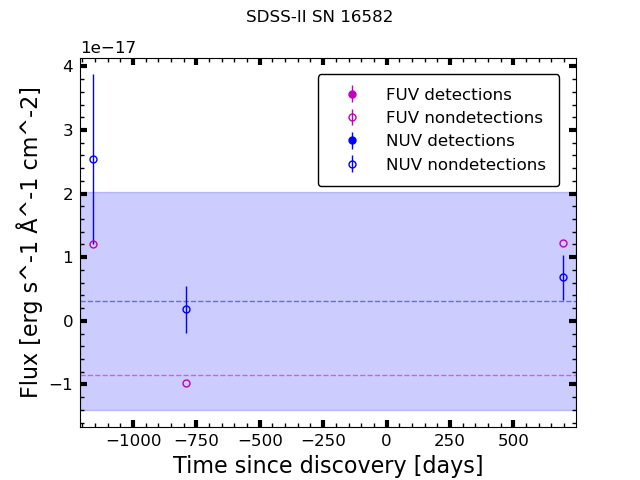 SDSS-II SN 16582
1e−17
4
3
2
1
0
−1
Flux [erg s^-1 Å^-1 cm^-2]
FUV detections
FUV nondetections
NUV detections
NUV nondetections
−1000 −750 −500 −250 0 250 500
Time since discovery [days]